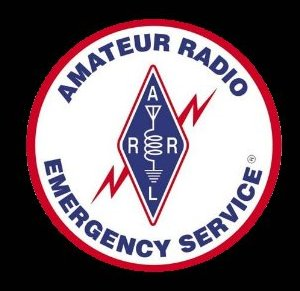 AMATEUR RADIO
A
R R
L
EMERGENCY SERVICE®